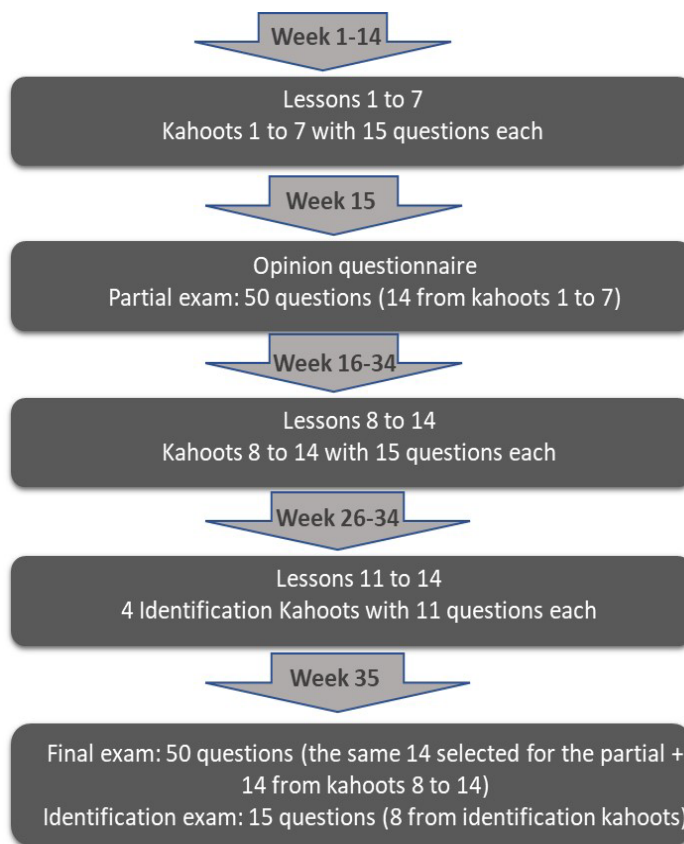 Week 1-14
Lessons 1 to 7
Kahoots 1 to 7 with 15 questions each
Week 15
Opinion questionnaire
Partial exam: 50 questions (14 from kahoots 1 to 7)
Week 16-34
Lessons 8 to 14
Kahoots 8 to 14 with 15 questions each
Week 26-34
Lessons 11 to 14
4 Identification Kahoots with 11 questions each
Week 35
Final exam: 50 questions (the same 14 selected for the partial +
14 from kahoots 8 to 14)
Identification exam: 15 questions (8 from identification kahoots)